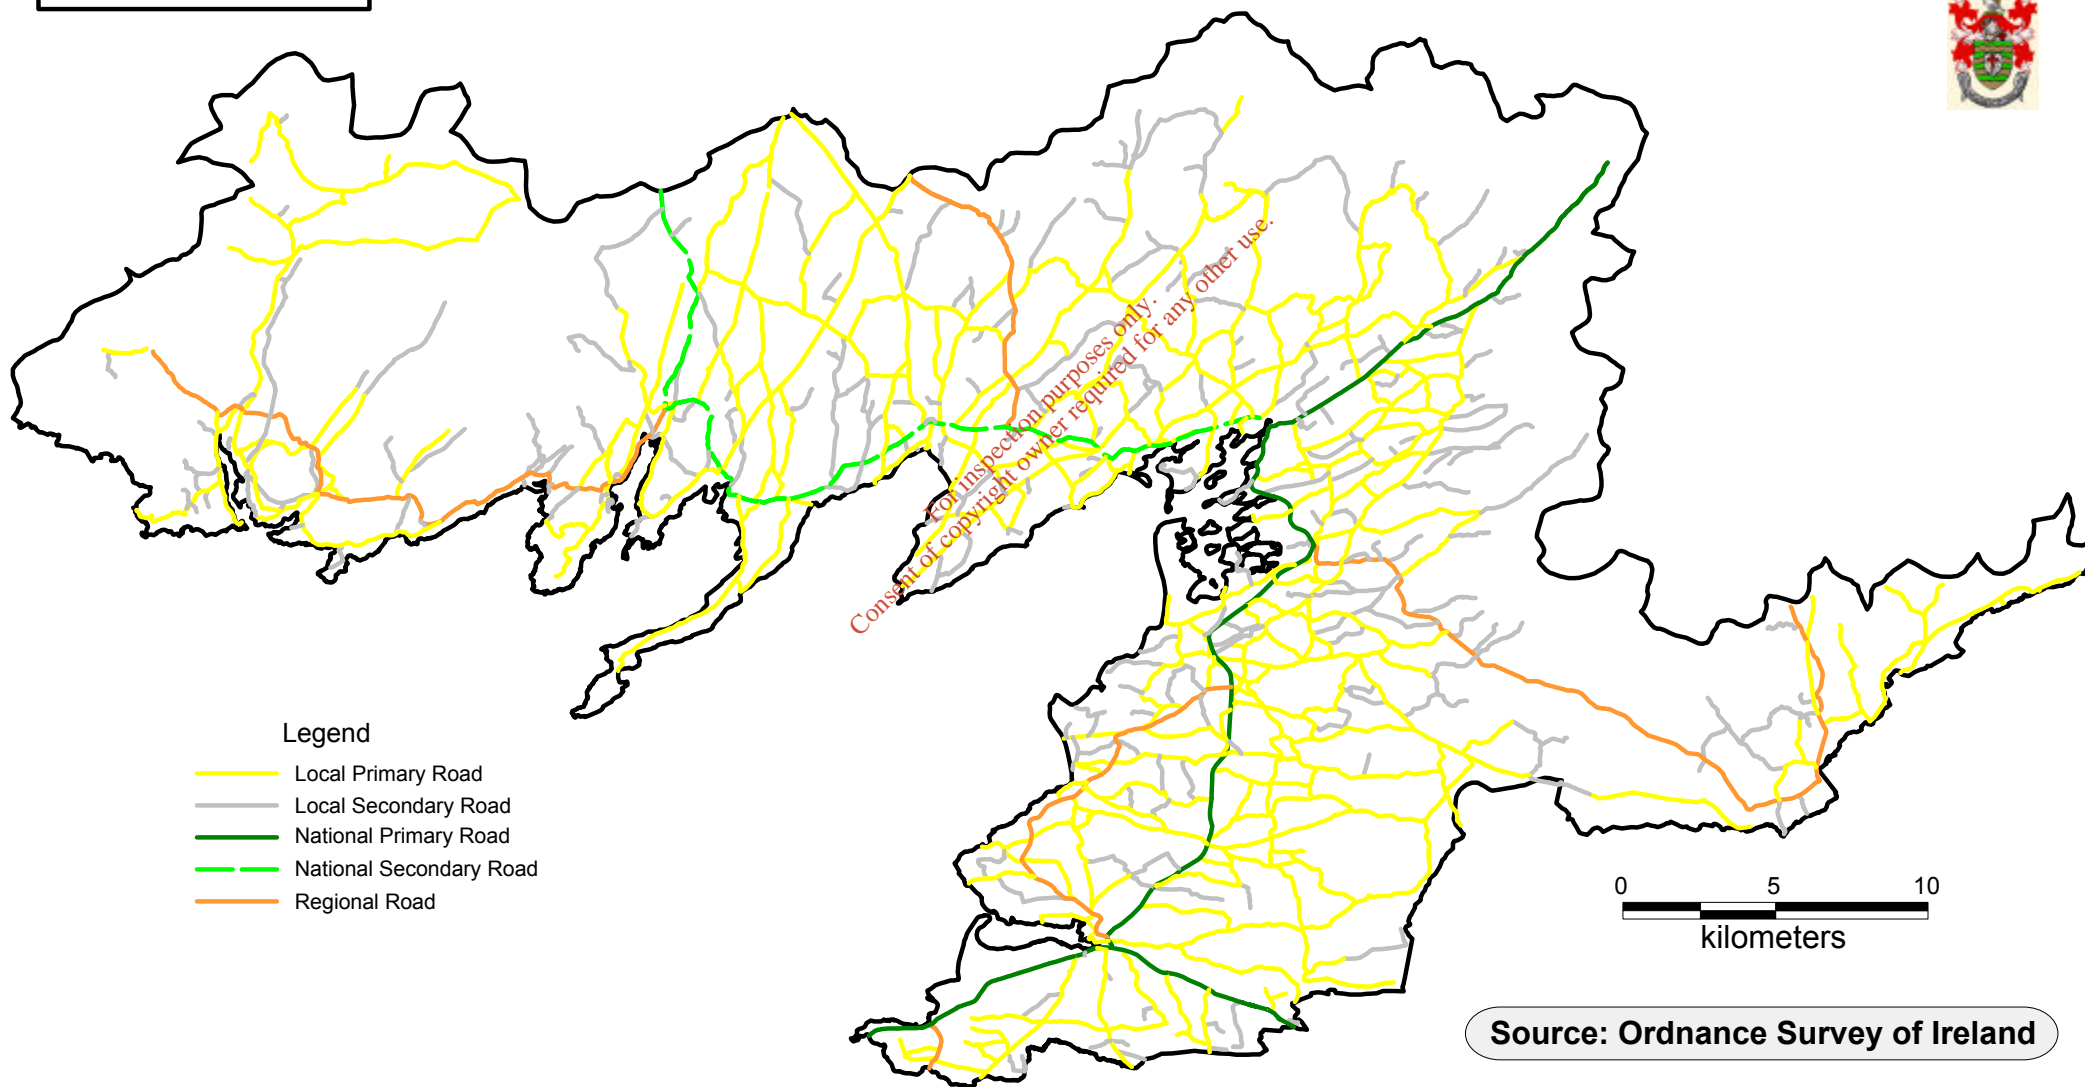 For inspection purposes only.
Consent of copyright owner required for any other use.
Legend
Local Primary Road
Local Secondary Road
National Primary Road
National Secondary Road
Regional Road
0 5 10
kilometers
Source: Ordnance Survey of Ireland